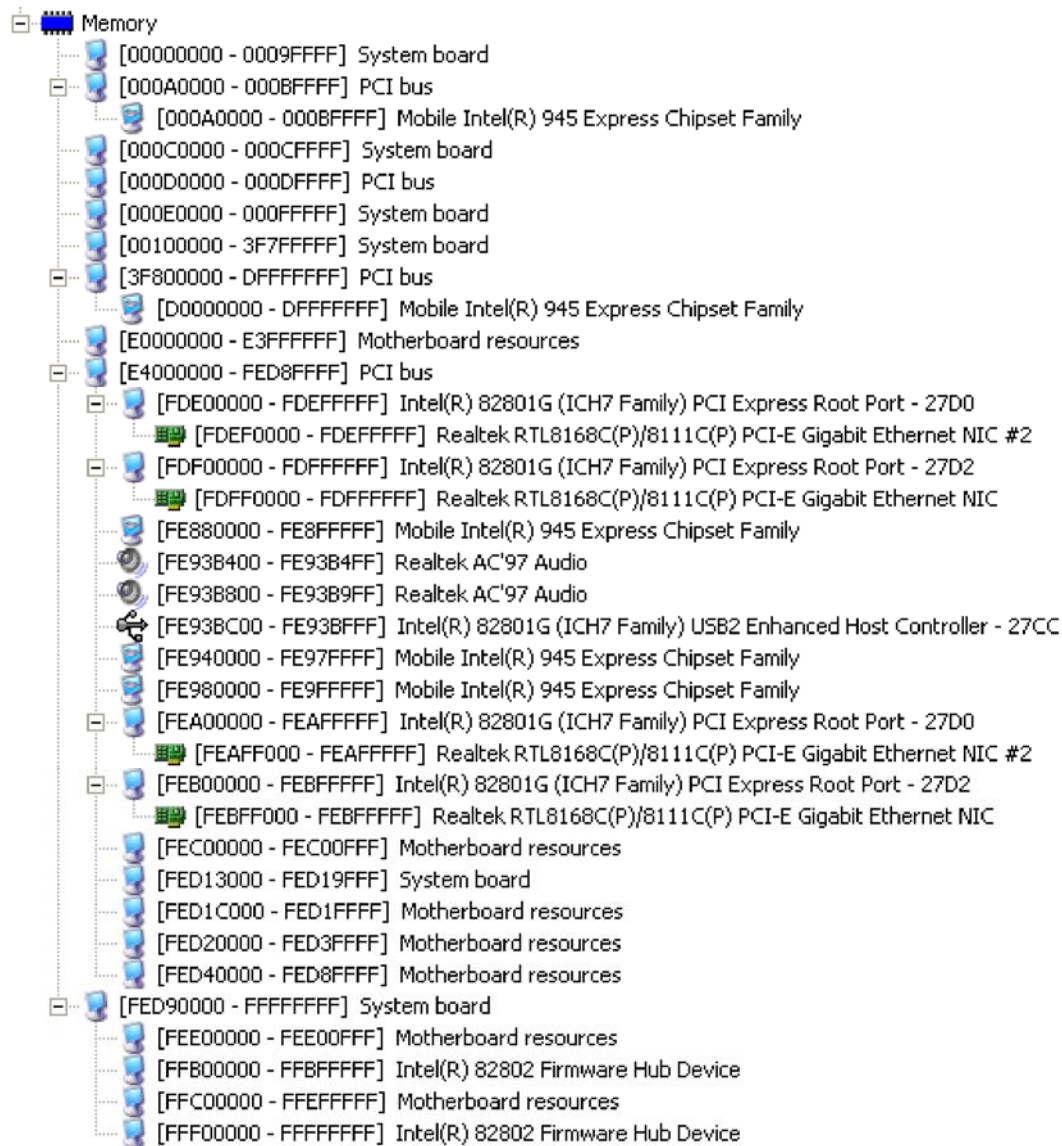 Memory
[00000000 - 0009FFFF] System board
[000A0000 - 000BFFFF] PCI bus
[000A0000 - 000BFFFF] Mobile Intel(R) 945 Express Chipset Family
[000C0000 - 000CFFFF] System board
[000D0000 - 000DFFFF] PCI bus
[000E0000 - 000FFFFF] System board
[00100000 - 3F7FFFFF] System board
[3F800000 - DFFFFFFF] PCI bus
[D0000000 - DFFFFFFF] Mobile Intel(R) 945 Express Chipset Family
[E0000000 - E3FFFFFF] Motherboard resources
[E4000000 - FED8FFFF] PCI bus
[FDE00000 - FDEFFFFF] Intel(R) 82801G (ICH7 Family) PCI Express Root Port - 27D0
[FDEF0000 - FDEFFFFF] Realtek RTL8168C(P)/8111C(P) PCI-E Gigabit Ethernet NIC #2
[FDF00000 - FDFFFFFF] Intel(R) 82801G (ICH7 Family) PCI Express Root Port - 27D2
[FDFF0000 - FDFFFFFF] Realtek RTL8168C(P)/8111C(P) PCI-E Gigabit Ethernet NIC
[FE880000 - FE8FFFFF] Mobile Intel(R) 945 Express Chipset Family
[FE93B400 - FE93B4FF] Realtek AC'97 Audio
[FE93B800 - FE93B9FF] Realtek AC'97 Audio
[FE93BC00 - FE93BFFF] Intel(R) 82801G (ICH7 Family) USB2 Enhanced Host Controller - 27CC
[FE940000 - FE97FFFF] Mobile Intel(R) 945 Express Chipset Family
[FE980000 - FE9FFFFF] Mobile Intel(R) 945 Express Chipset Family
[FEA00000 - FEAFFFFF] Intel(R) 82801G (ICH7 Family) PCI Express Root Port - 27D0
[FEAFF000 - FEAFFFFF] Realtek RTL8168C(P)/8111C(P) PCI-E Gigabit Ethernet NIC #2
[FEB00000 - FEBFFFFF] Intel(R) 82801G (ICH7 Family) PCI Express Root Port - 27D2
[FEBFF000 - FEBFFFFF] Realtek RTL8168C(P)/8111C(P) PCI-E Gigabit Ethernet NIC
[FEC00000 - FEC00FFF] Motherboard resources
[FED13000 - FED19FFF] System board
[FED1C000 - FED1FFFF] Motherboard resources
[FED20000 - FED3FFFF] Motherboard resources
[FED40000 - FED8FFFF] Motherboard resources
[FED90000 - FFFFFFFF] System board
[FEE00000 - FEE00FFF] Motherboard resources
[FFB00000 - FFBFFFFF] Intel(R) 82802 Firmware Hub Device
[FFC00000 - FFEFFFFF] Motherboard resources
[FFF00000 - FFFFFFFF] Intel(R) 82802 Firmware Hub Device